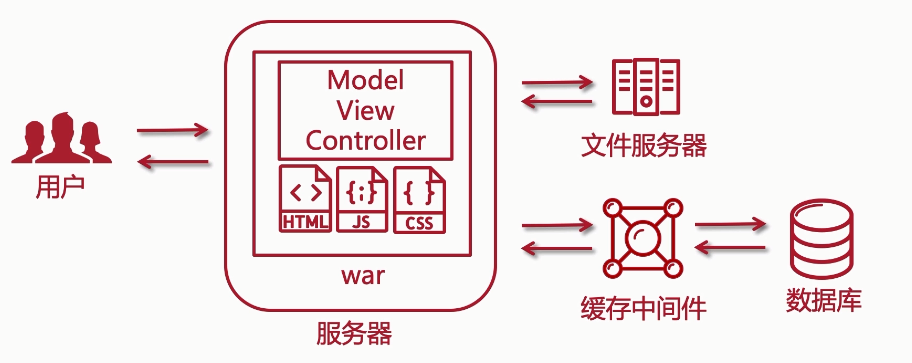 用户
Model
View
Controller
< >
HTML
{;}
JS
{ }
CSS
war
服务器
文件服务器
缓存中间件
数据库